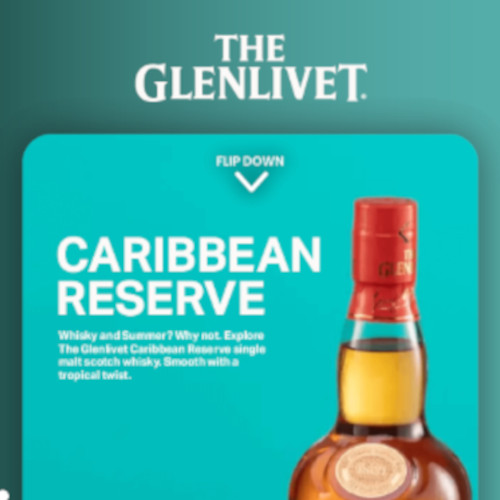 THE
GLENLIVET.
FLIP DOWN
CARIBBEAN
RESERVE
Whisky and Summer? Why not. Explore
The Glenlivet Caribbean Reserve single
malt scotch whisky. Smooth with a
tropical twist.